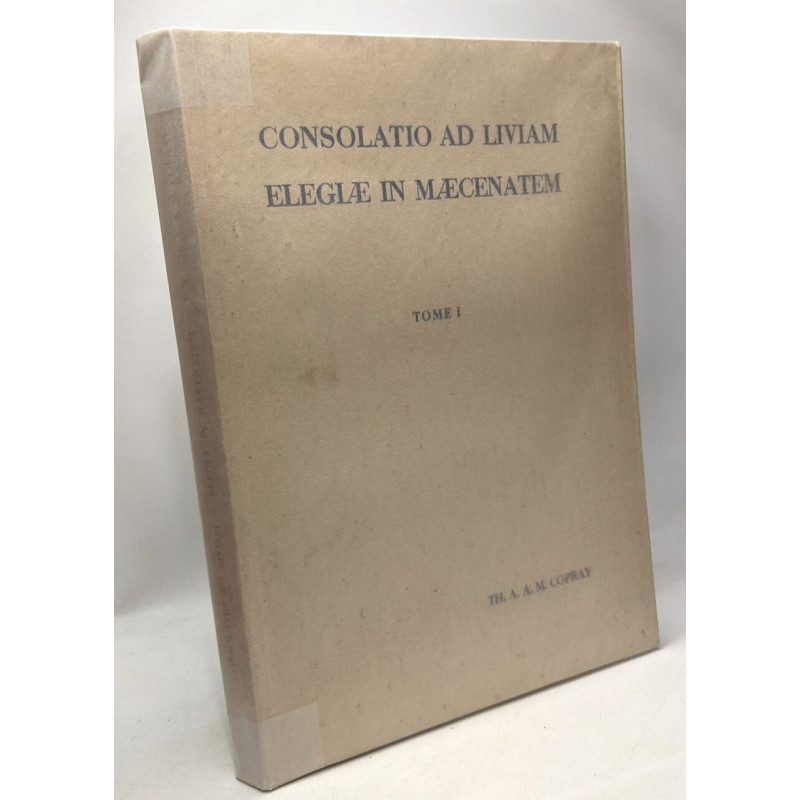 CONSOLATIO AD LIVIAM
ELEGIÆ IN MÆCENATEM
TOME I
TH. A. A. M. COPRAY